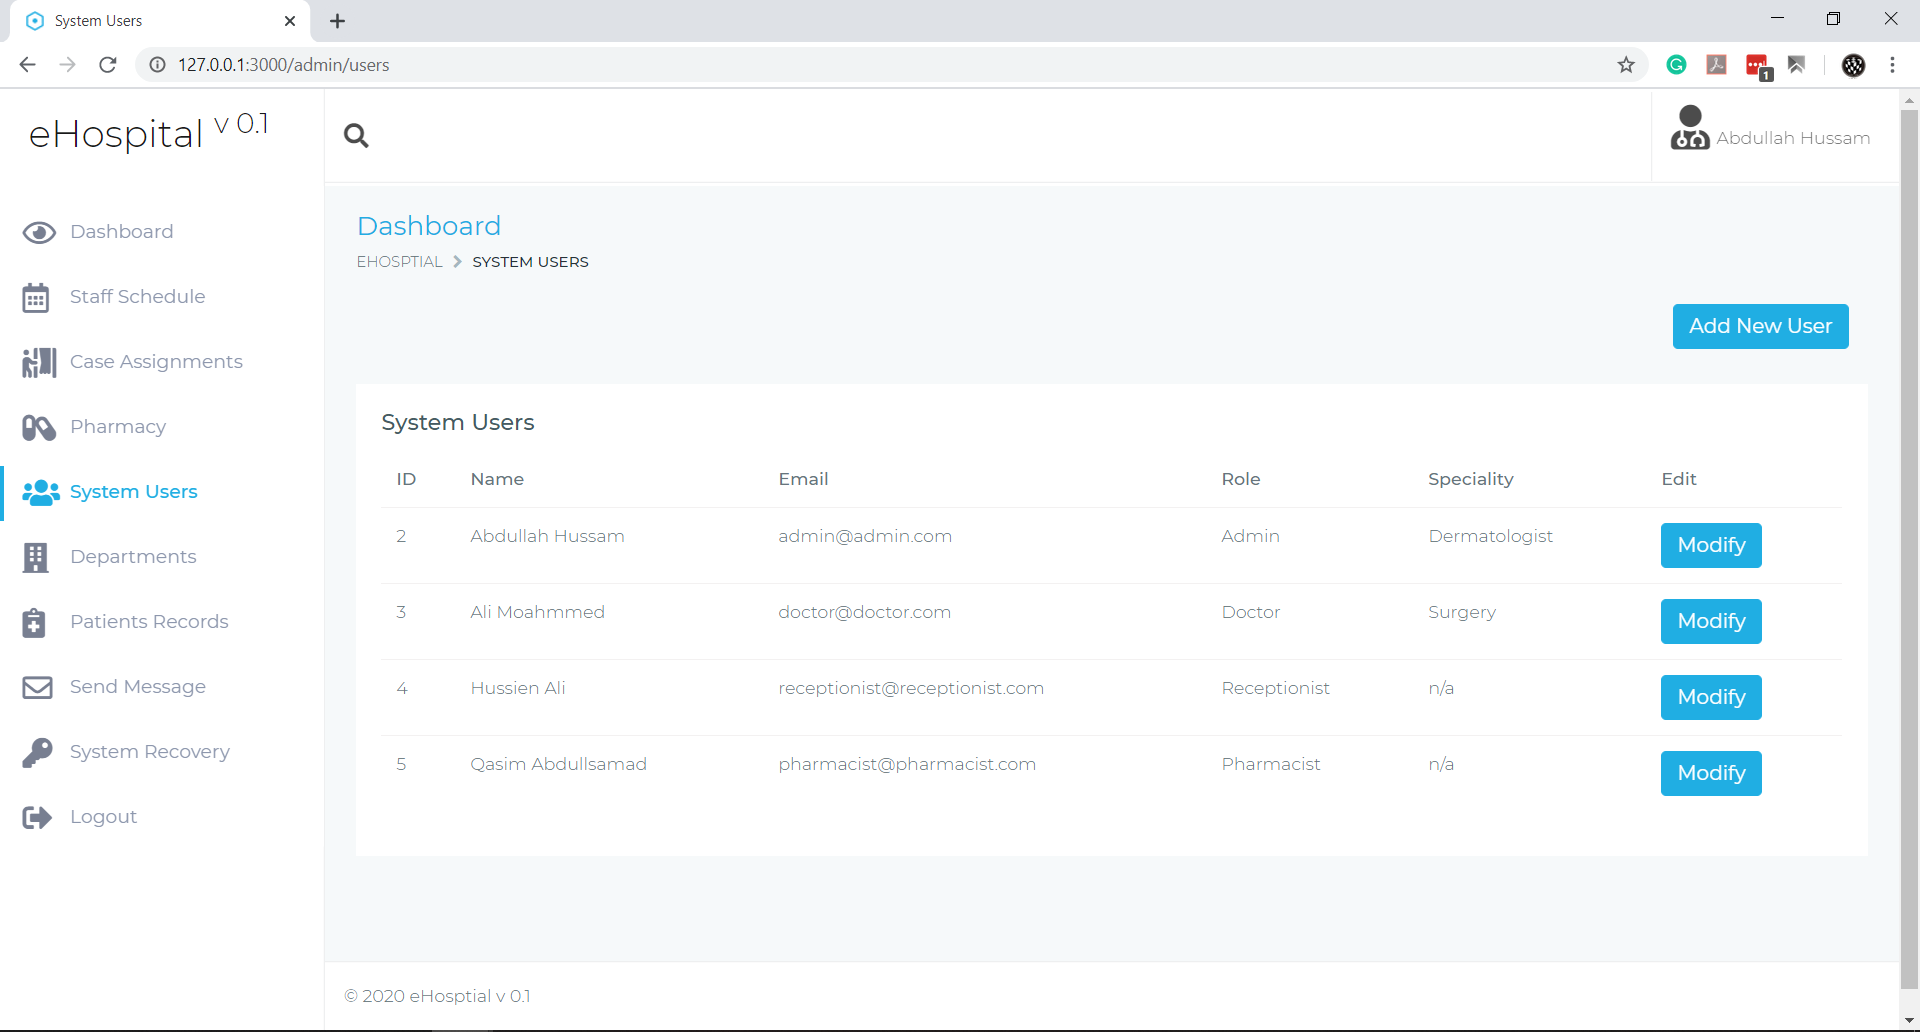 System Users
127.0.0.1:3000/admin/users
1
eHospital v 0.1
Abdullah Hussam
Dashboard
Staff Schedule
Case Assignments
Pharmacy
System Users
Departments
Patients Records
Send Message
System Recovery
Logout
Dashboard
EHOSPTIAL SYSTEM USERS
Add New User
System Users
ID Name Email Role Speciality Edit
2 Abdullah Hussam admin@admin.com Admin Dermatologist Modify
3 Ali Moahmmed doctor@doctor.com Doctor Surgery Modify
4 Hussien Ali receptionist@receptionist.com Receptionist n/a Modify
5 Qasim Abdullsamad pharmacist@pharmacist.com Pharmacist n/a Modify
© 2020 eHosptial v 0.1